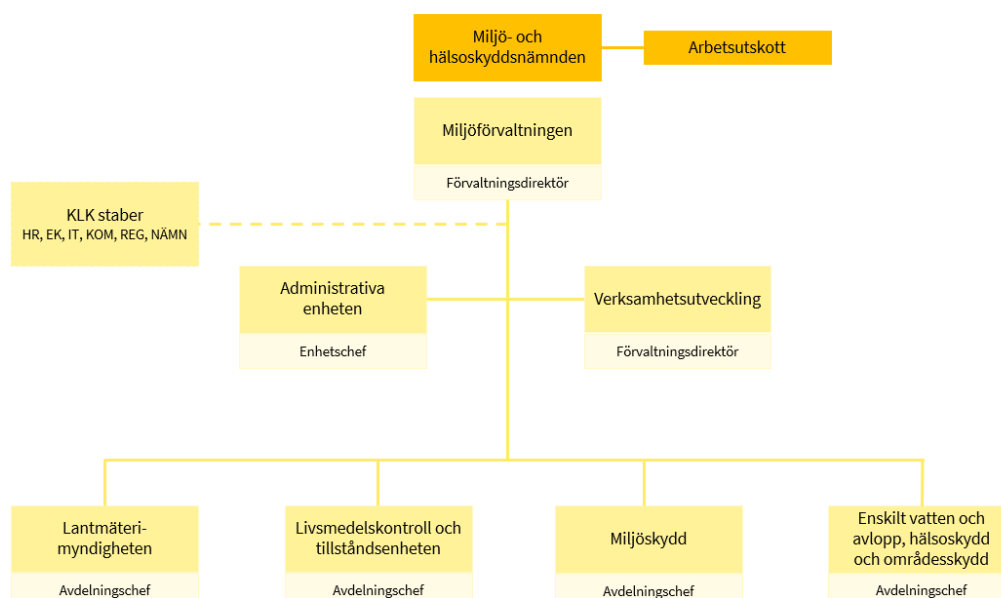 Miljö- och
hälsoskyddsnämnden
Arbetsutskott
Miljöförvaltningen
Förvaltningsdirektör
KLK staber
HR, EK, IT, KOM, REG, NÄMN
Administrativa
enheten
Enhetschef
Verksamhetsutveckling
Förvaltningsdirektör
Lantmäteri-
myndigheten
Avdelningschef
Livsmedelskontroll och
tillståndsenheten
Avdelningschef
Miljöskydd
Avdelningschef
Enskilt vatten och
avlopp, hälsoskydd
och områdesskydd
Avdelningschef